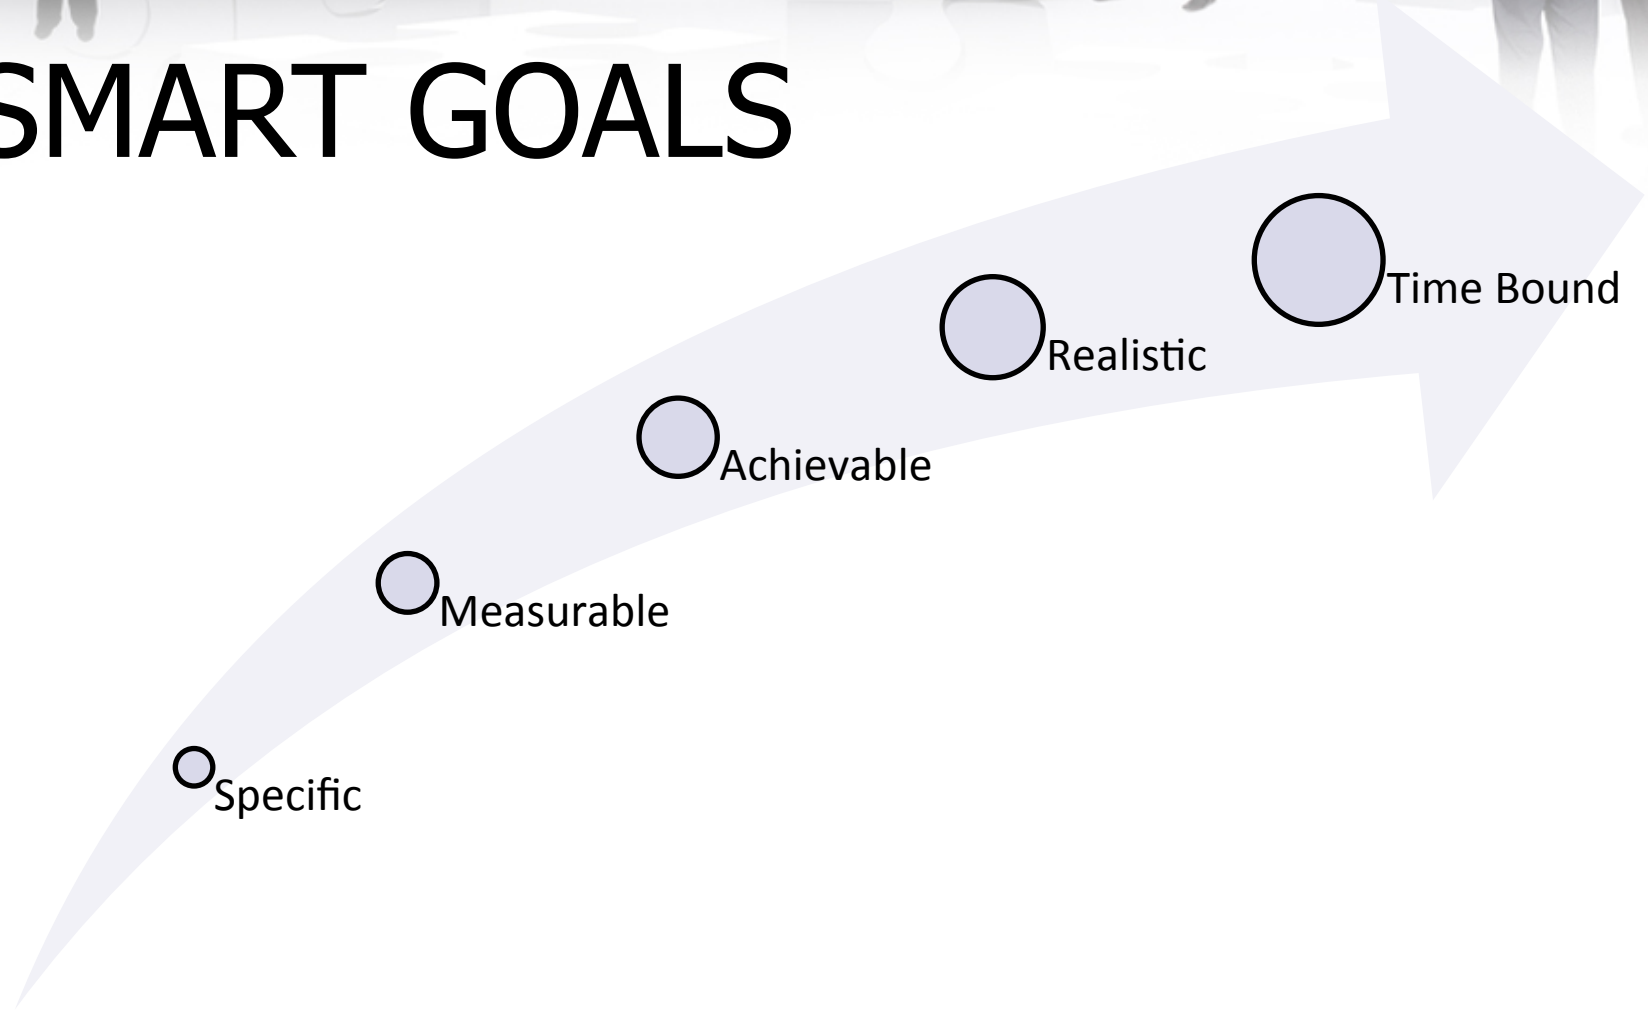 SMART GOALS
Time Bound
Realistic
Achievable
Measurable
Specific